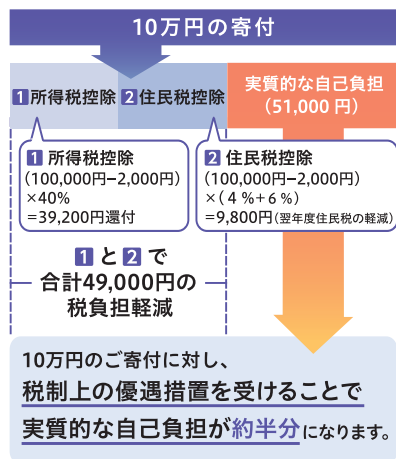 10万円の寄付
1所得税控除
2住民税控除
実質的な自己負担
(51,000円)
1 所得税控除
(100,000円−2,000円)
×40%
=39,200円還付
2 住民税控除
(100,000円−2,000円)
×(4%+6%)
=9,800円(翌年度住民税の軽減)
1と2で
合計49,000円の
税負担軽減
10万円のご寄付に対し、
税制上の優遇措置を受けることで
実質的な自己負担が約半分になります。